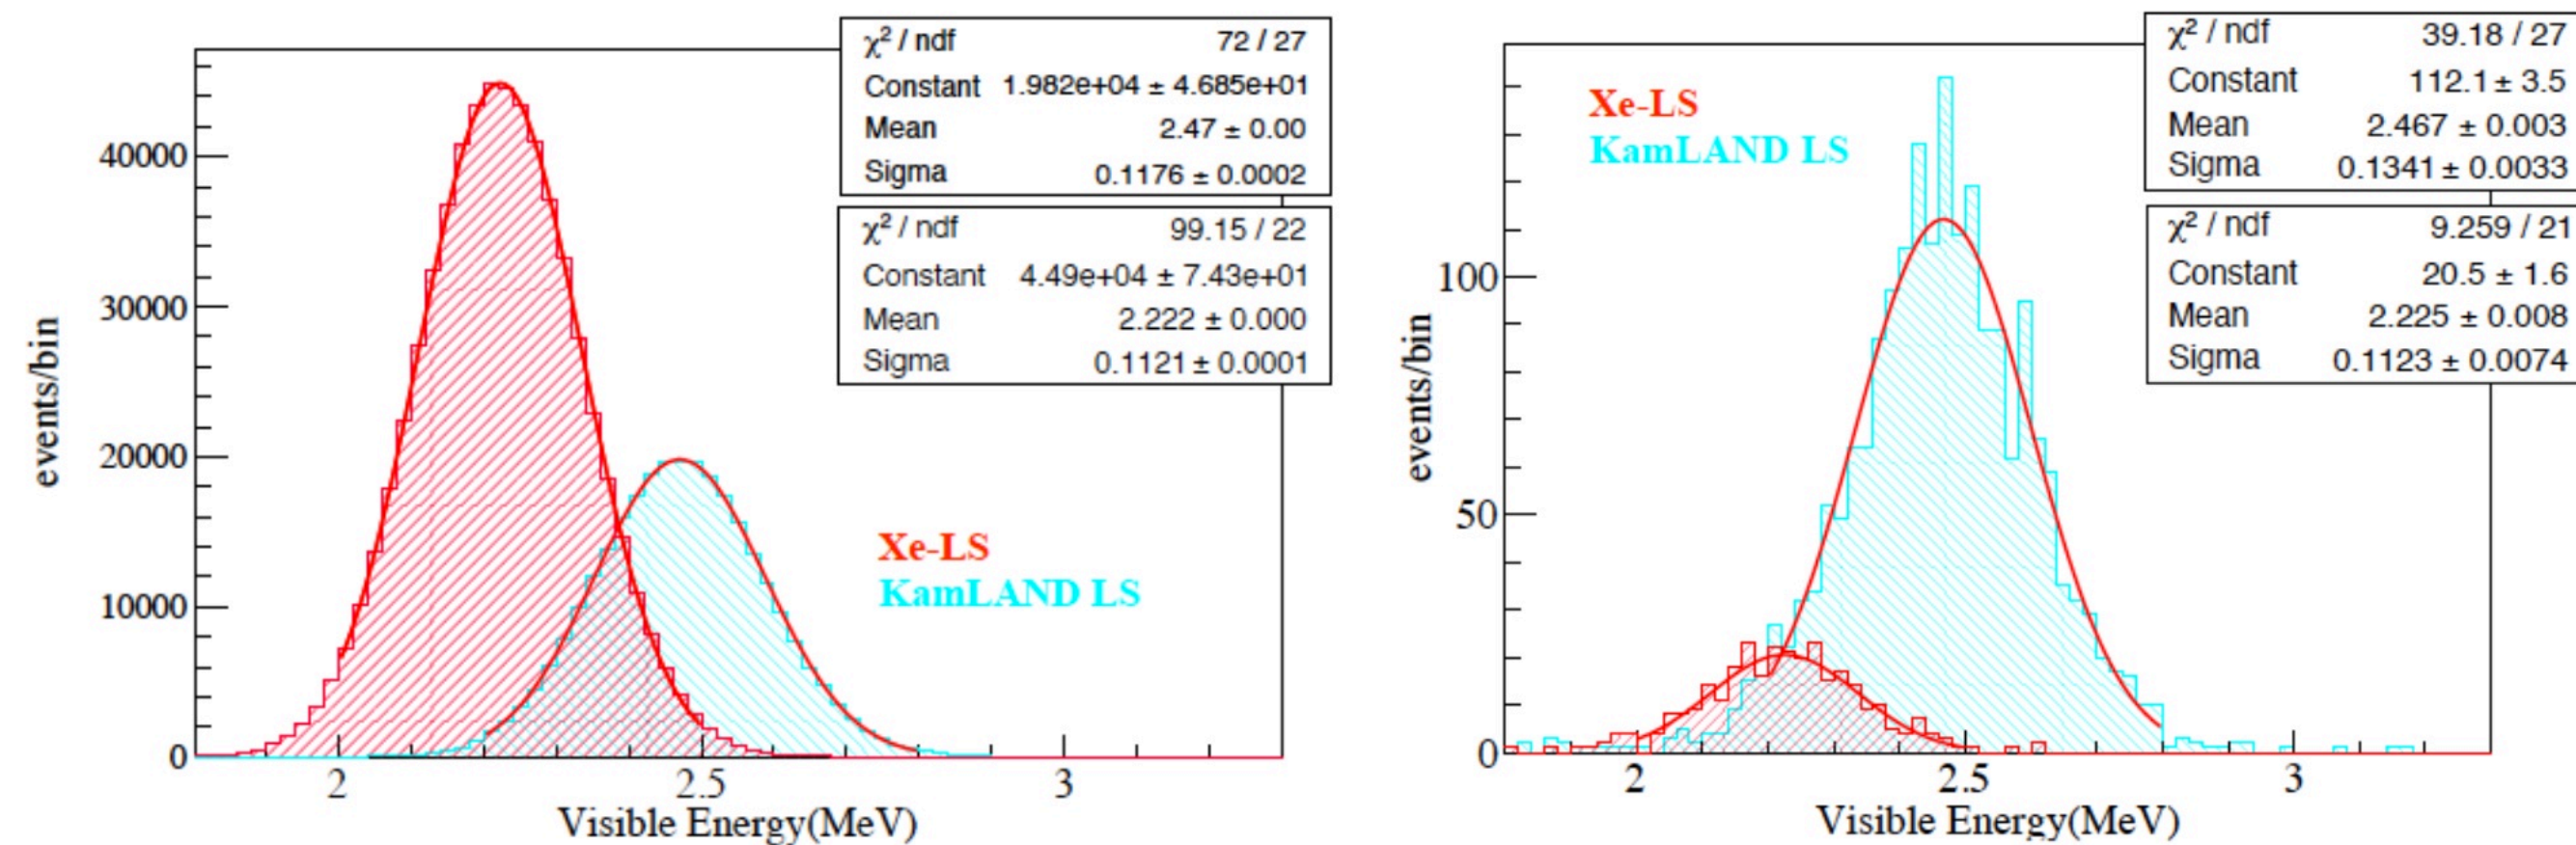 χ² / ndf 72 / 27
Constant 1.982e+04 ± 4.685e+01
Mean 2.47 ± 0.00
Sigma 0.1176 ± 0.0002
χ² / ndf 99.15 / 22
Constant 4.49e+04 ± 7.43e+01
Mean 2.222 ± 0.000
Sigma 0.1121 ± 0.0001
Xe-LS
KamLAND LS
events/bin
40000
30000
20000
10000
0
2 2.5 3
Visible Energy(MeV)
χ² / ndf 39.18 / 27
Constant 112.1 ± 3.5
Mean 2.467 ± 0.003
Sigma 0.1341 ± 0.0033
χ² / ndf 9.259 / 21
Constant 20.5 ± 1.6
Mean 2.225 ± 0.008
Sigma 0.1123 ± 0.0074
Xe-LS
KamLAND LS
events/bin
100
50
0
2 2.5 3
Visible Energy(MeV)